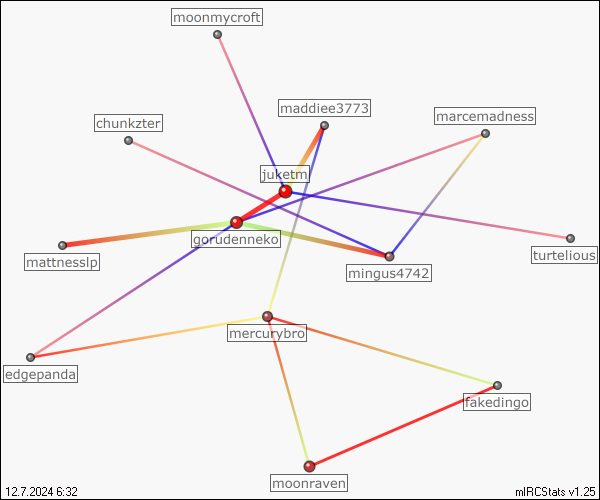 moonmycroft
maddiee3773
marcemadness
chunkzter
juketm
gorudenneko
mattnesslp
turtelious
mingus4742
mercurybro
edgepanda
fakedingo
moonraven
12.7.2024 6:32
mIRCStats v1.25